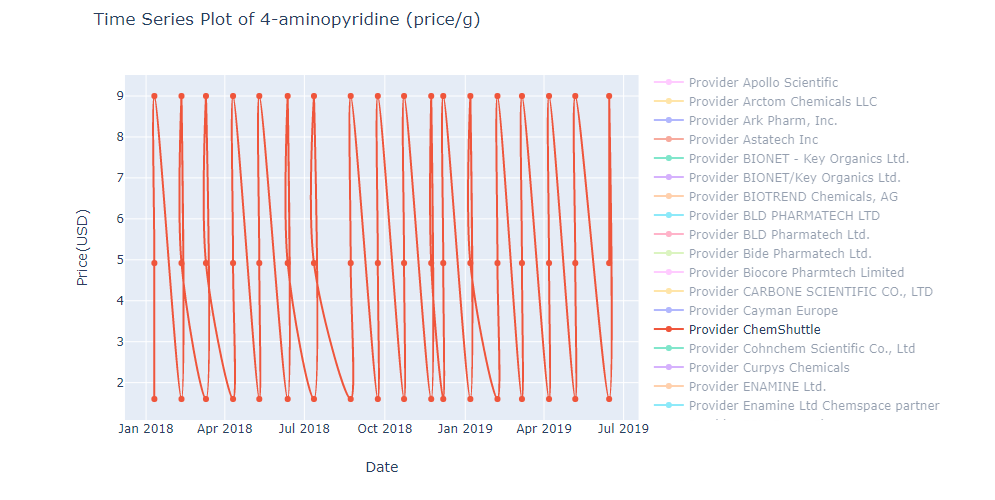 Time Series Plot of 4-aminopyridine (price/g)
Price(USD)
9
8
7
6
5
4
3
2
Jan 2018 Apr 2018 Jul 2018 Oct 2018 Jan 2019 Apr 2019 Jul 2019
Date
Provider Apollo Scientific
Provider Arctom Chemicals LLC
Provider Ark Pharm, Inc.
Provider Astatech Inc
Provider BIONET - Key Organics Ltd.
Provider BIONET/Key Organics Ltd.
Provider BIOTREND Chemicals, AG
Provider BLD PHARMATECH LTD
Provider BLD Pharmatech Ltd.
Provider Bide Pharmatech Ltd.
Provider Biocore Pharmtech Limited
Provider CARBONE SCIENTIFIC CO., LTD
Provider Cayman Europe
Provider ChemShuttle
Provider Cohnchem Scientific Co., Ltd
Provider Curpys Chemicals
Provider ENAMINE Ltd.
Provider Enamine Ltd Chemspace partner